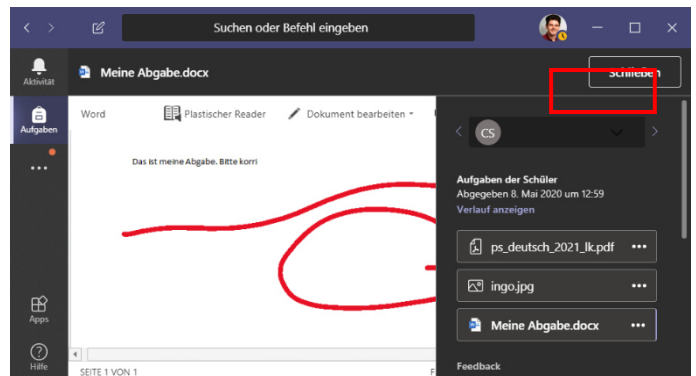 Suchen oder Befehl eingeben
Aktivität
Meine Abgabe.docx
Schließen
Aufgaben
Word
Plastischer Reader
Dokument bearbeiten
Das ist meine Abgabe. Bitte korri
CS
Aufgaben der Schüler
Abgegeben 8. Mai 2020 um 12:59
Verlauf anzeigen
ps_deutsch_2021_lk.pdf
ingo.jpg
Meine Abgabe.docx
Feedback
Apps
Hilfe
SEITE 1 VON 1